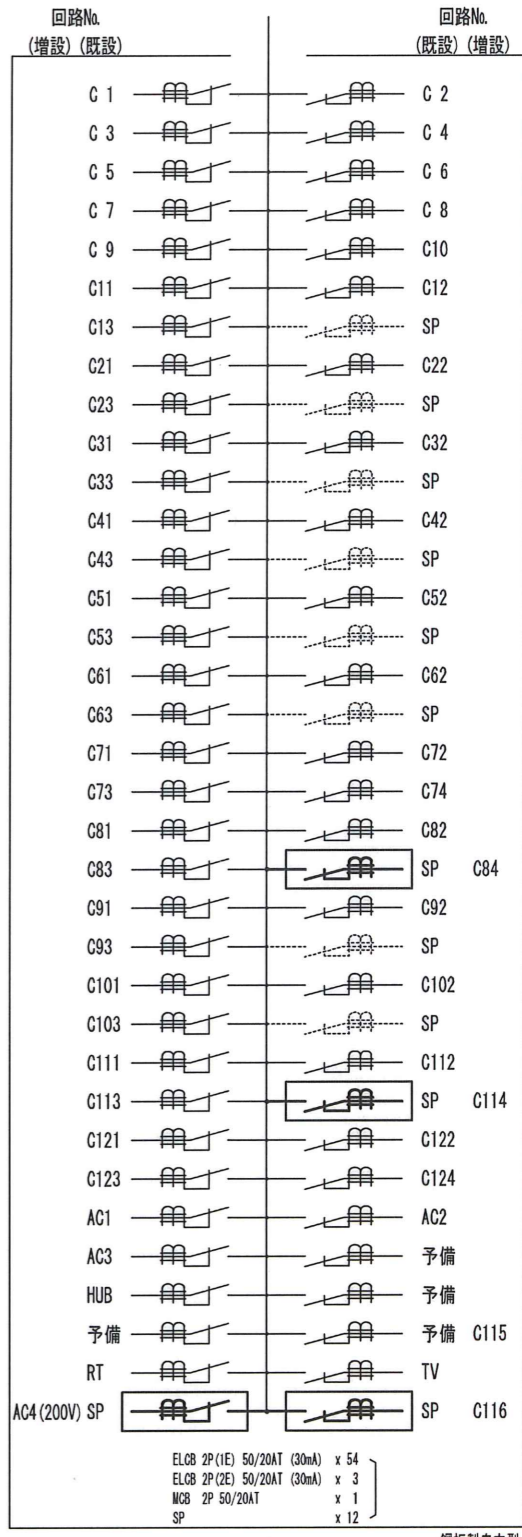 回路No. 回路No.
(増設)(既設) (既設)(増設)
C 1 C 2
C 3 C 4
C 5 C 6
C 7 C 8
C 9 C10
C11 C12
C13 SP
C21 C22
C23 SP
C31 C32
C33 SP
C41 C42
C43 SP
C51 C52
C53 SP
C61 C62
C63 SP
C71 C72
C73 C74
C81 C82
C83 SP C84
C91 C92
C93 SP
C101 C102
C103 SP
C111 C112
C113 SP C114
C121 C122
C123 C124
AC1 AC2
AC3 予備
HUB 予備
予備 予備 C115
RT TV
AC4(200V) SP SP C116
ELCB 2P(1E) 50/20AT (30mA) x 54
ELCB 2P(2E) 50/20AT (30mA) x 3
MCB 2P 50/20AT x 1
SP x 12